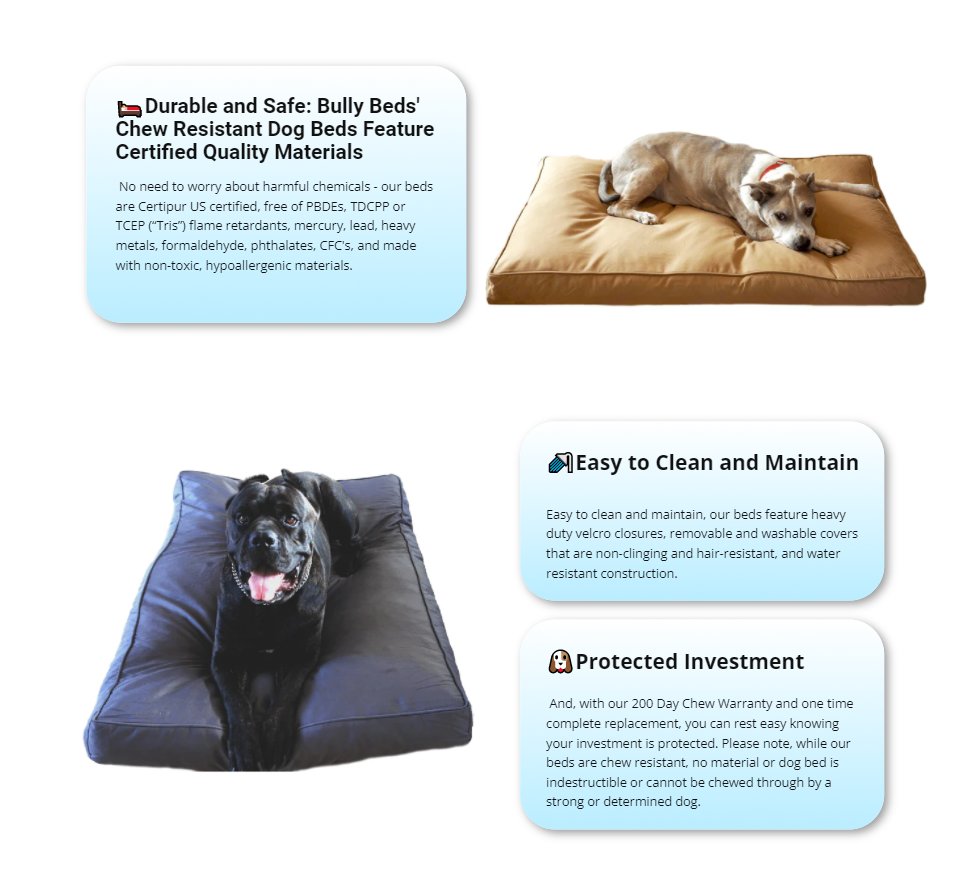 Durable and Safe: Bully Beds'
Chew Resistant Dog Beds Feature
Certified Quality Materials
No need to worry about harmful chemicals - our beds
are Certipur US certified, free of PBDEs, TDCPP or
TCEP (“Tris”) flame retardants, mercury, lead, heavy
metals, formaldehyde, phthalates, CFC's, and made
with non-toxic, hypoallergenic materials.
Easy to Clean and Maintain
Easy to clean and maintain, our beds feature heavy
duty velcro closures, removable and washable covers
that are non-clinging and hair-resistant, and water
resistant construction.
Protected Investment
And, with our 200 Day Chew Warranty and one time
complete replacement, you can rest easy knowing
your investment is protected. Please note, while our
beds are chew resistant, no material or dog bed is
indestructible or cannot be chewed through by a
strong or determined dog.